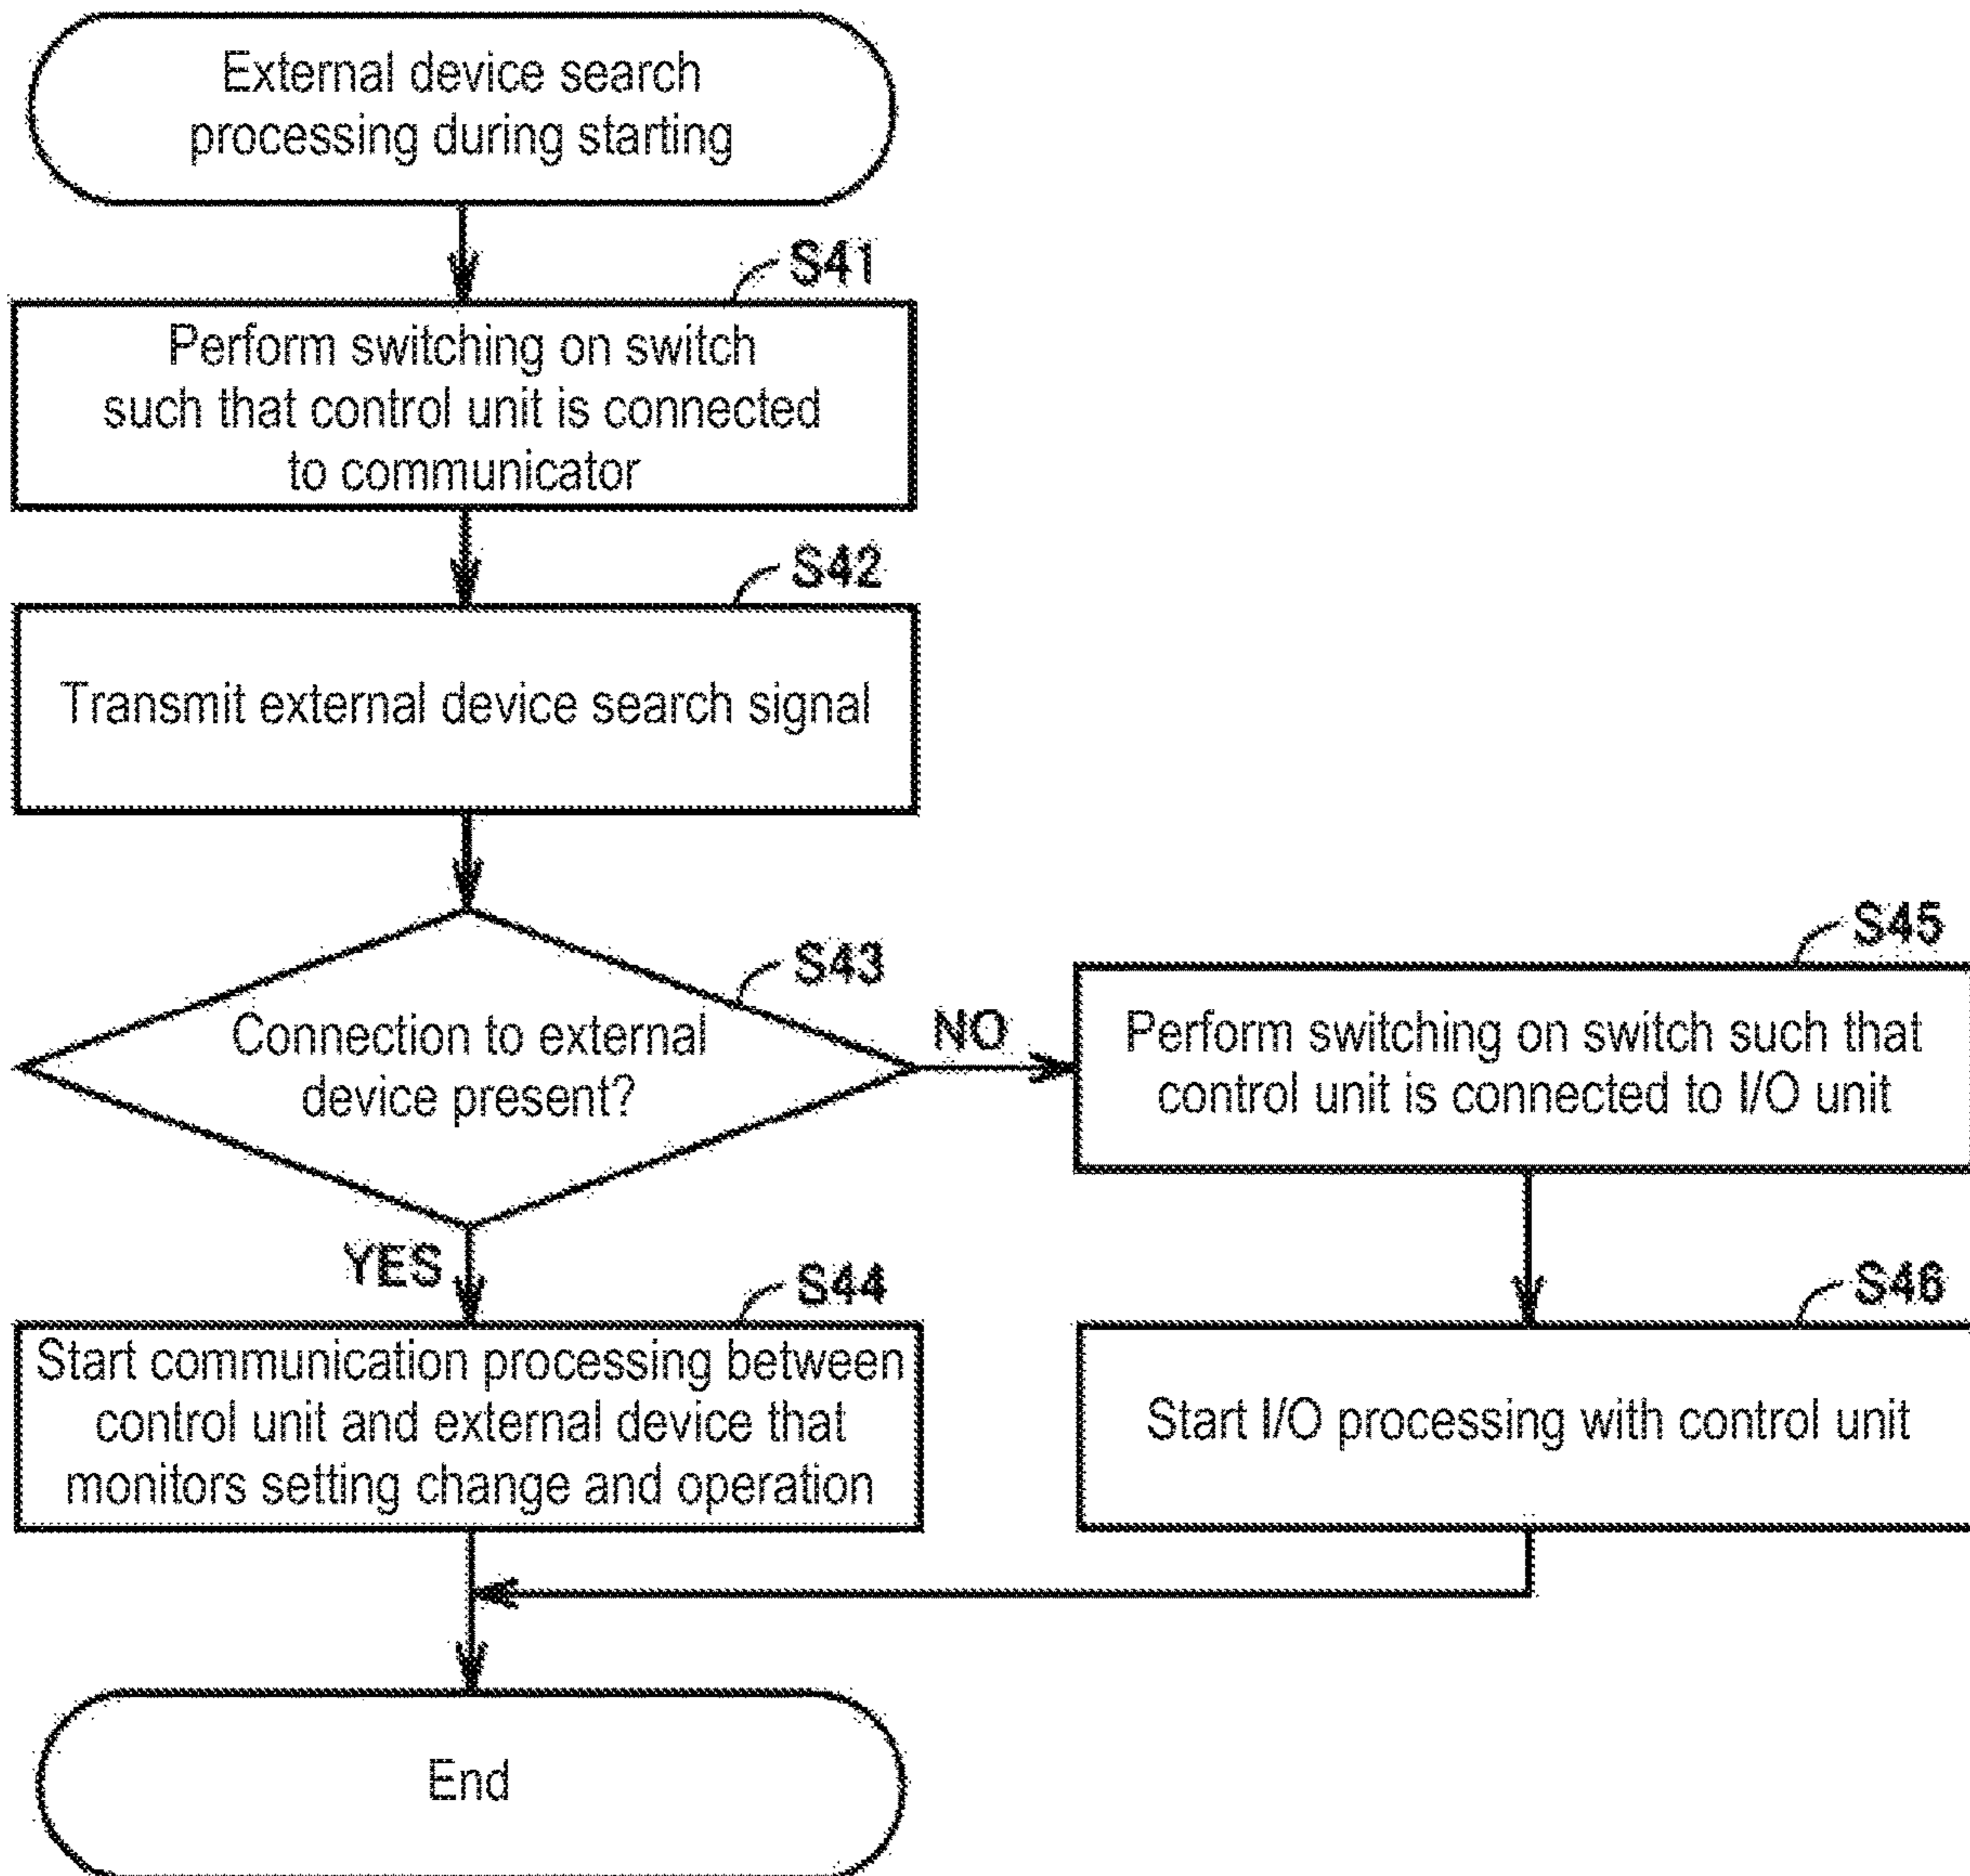 External device search
processing during starting
S41
Perform switching on switch
such that control unit is connected
to communicator
S42
Transmit external device search signal
S43
Connection to external
device present?
NO
YES
S45
Perform switching on switch such that
control unit is connected to I/O unit
S44
Start communication processing between
control unit and external device that
monitors setting change and operation
S46
Start I/O processing with control unit
End